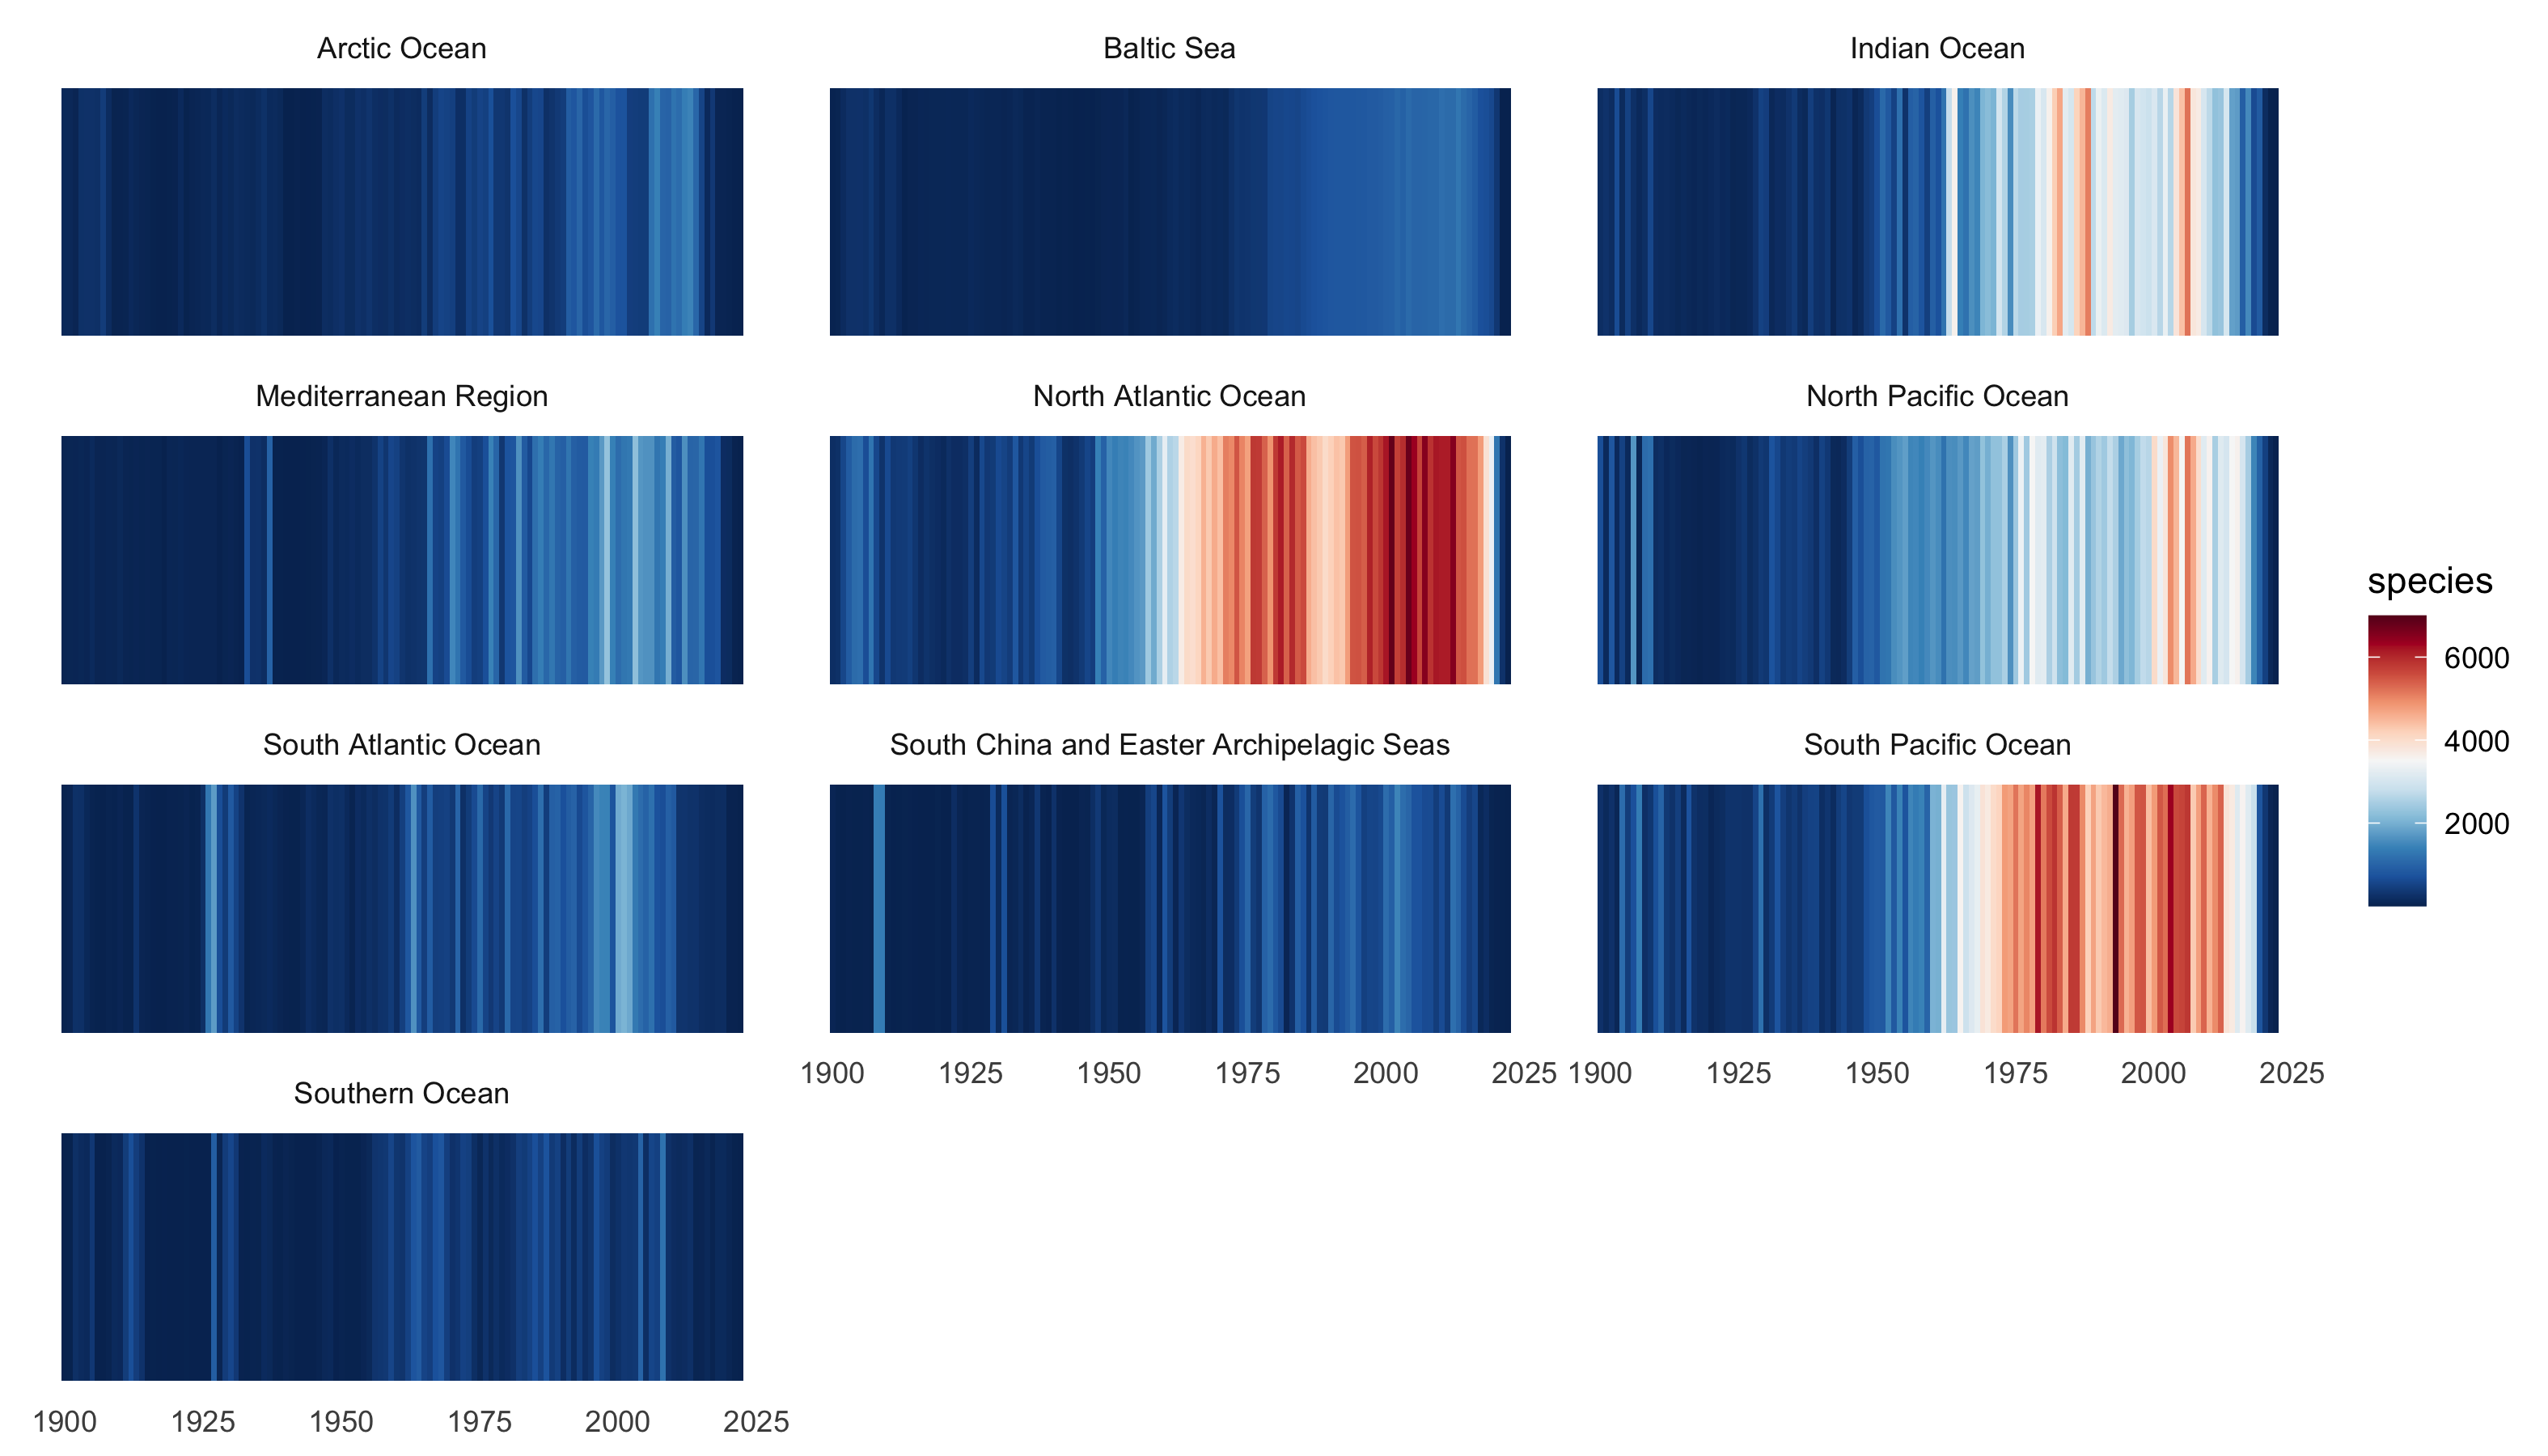 Arctic Ocean
Baltic Sea
Indian Ocean
Mediterranean Region
North Atlantic Ocean
North Pacific Ocean
South Atlantic Ocean
South China and Easter Archipelagic Seas
South Pacific Ocean
1900 1925 1950 1975 2000 2025
1900 1925 1950 1975 2000 2025
Southern Ocean
1900 1925 1950 1975 2000 2025
species
6000
4000
2000